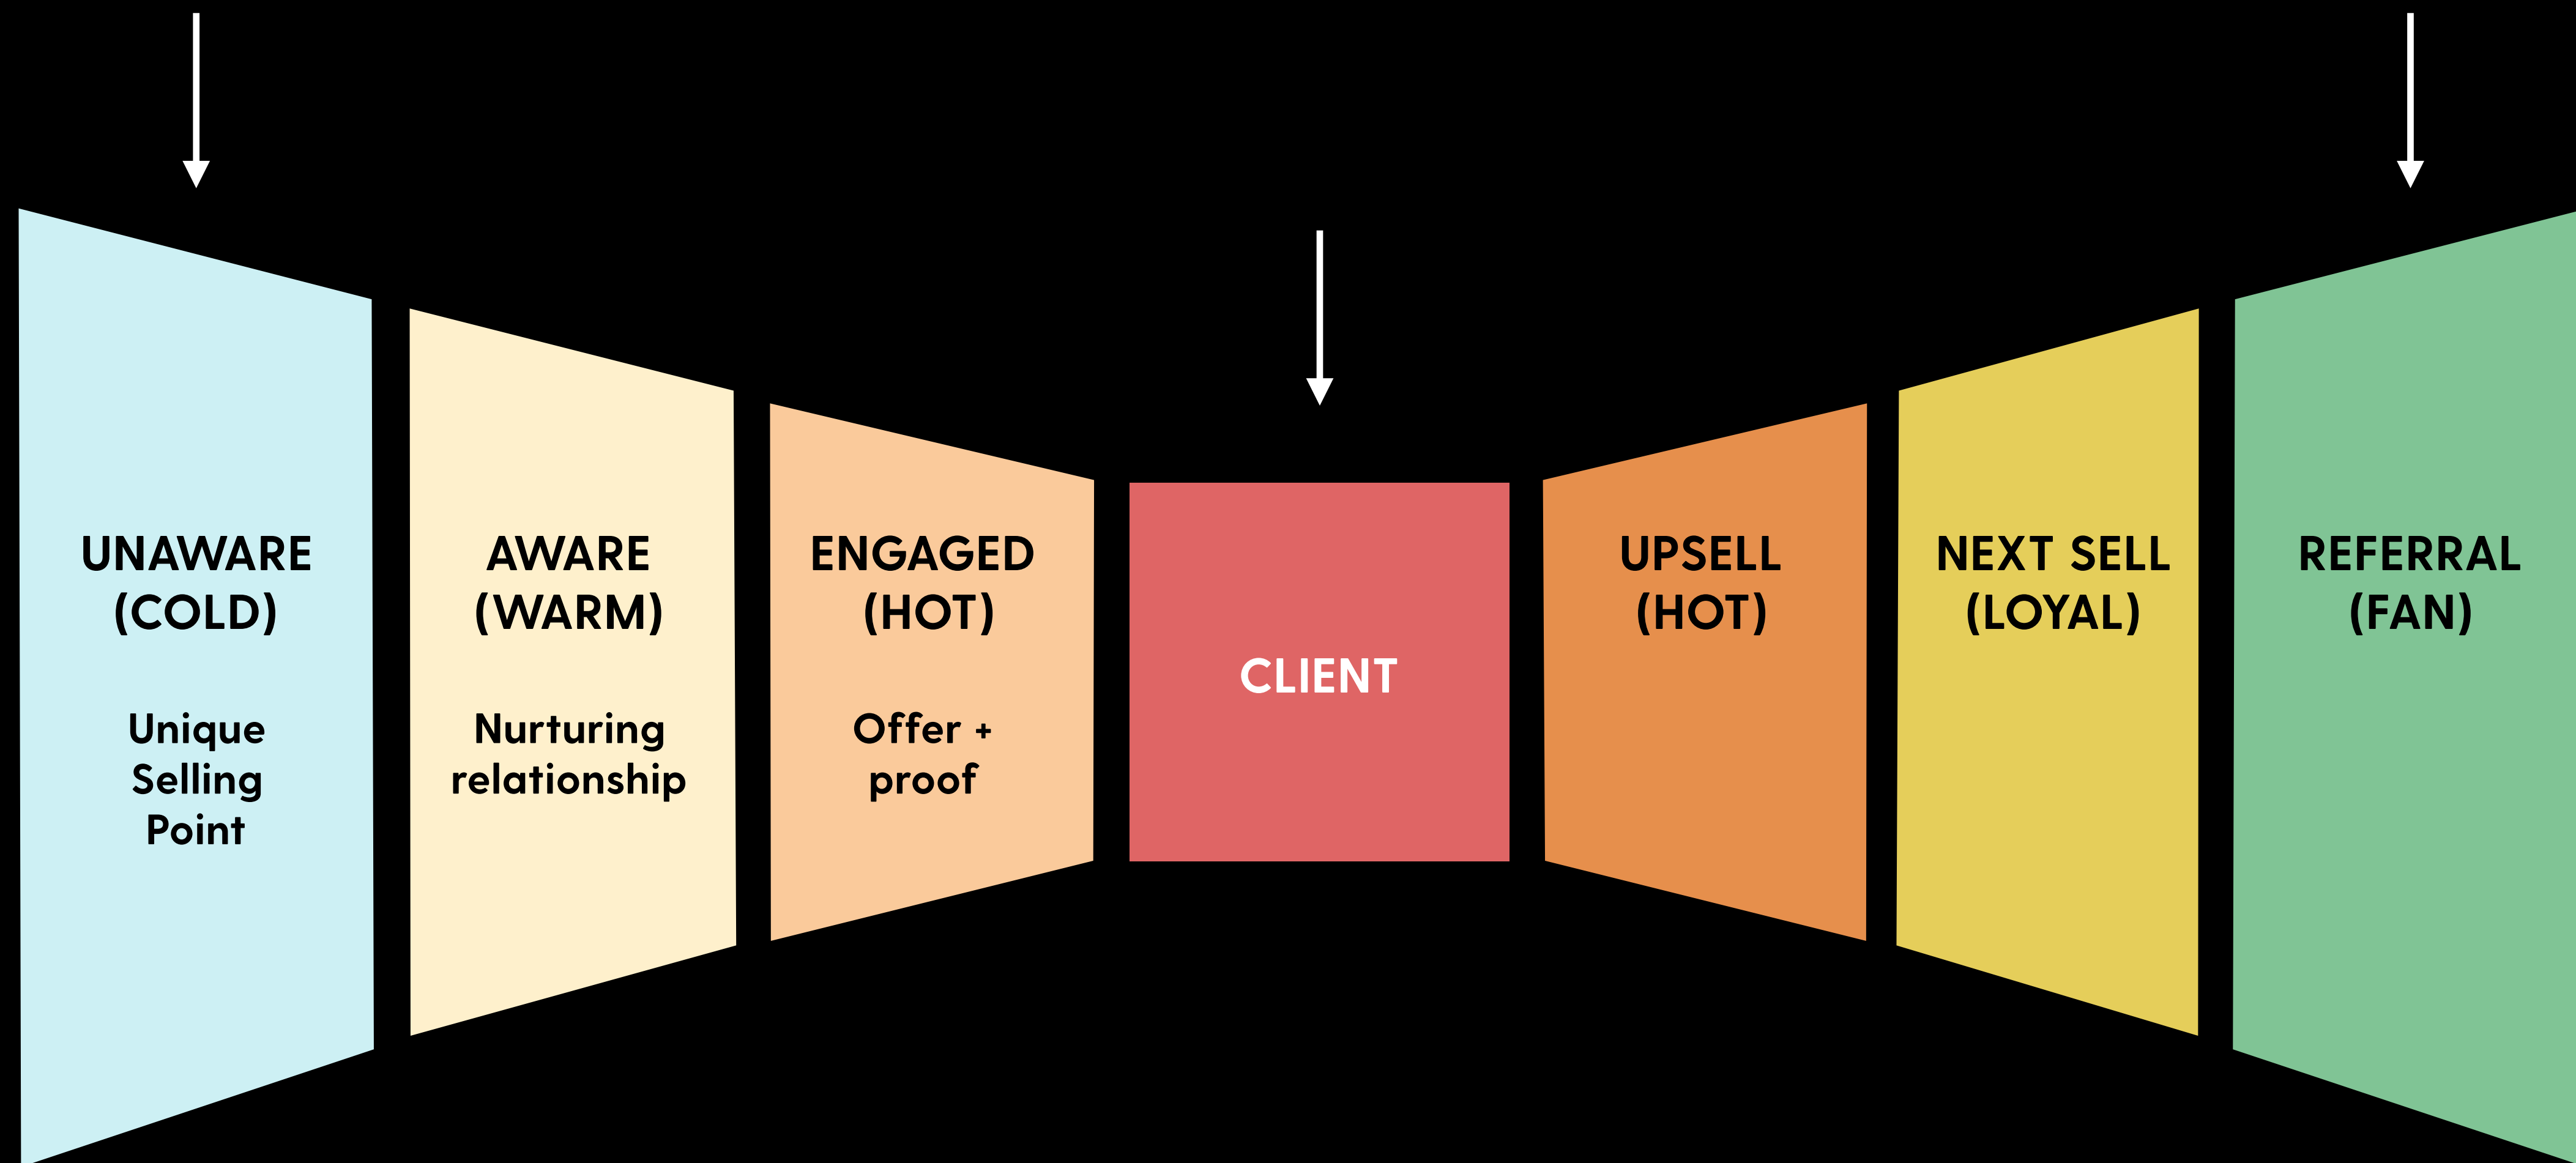 UNAWARE
(COLD)
Unique
Selling
Point
AWARE
(WARM)
Nurturing
relationship
ENGAGED
(HOT)
Offer +
proof
CLIENT
UPSELL
(HOT)
NEXT SELL
(LOYAL)
REFERRAL
(FAN)